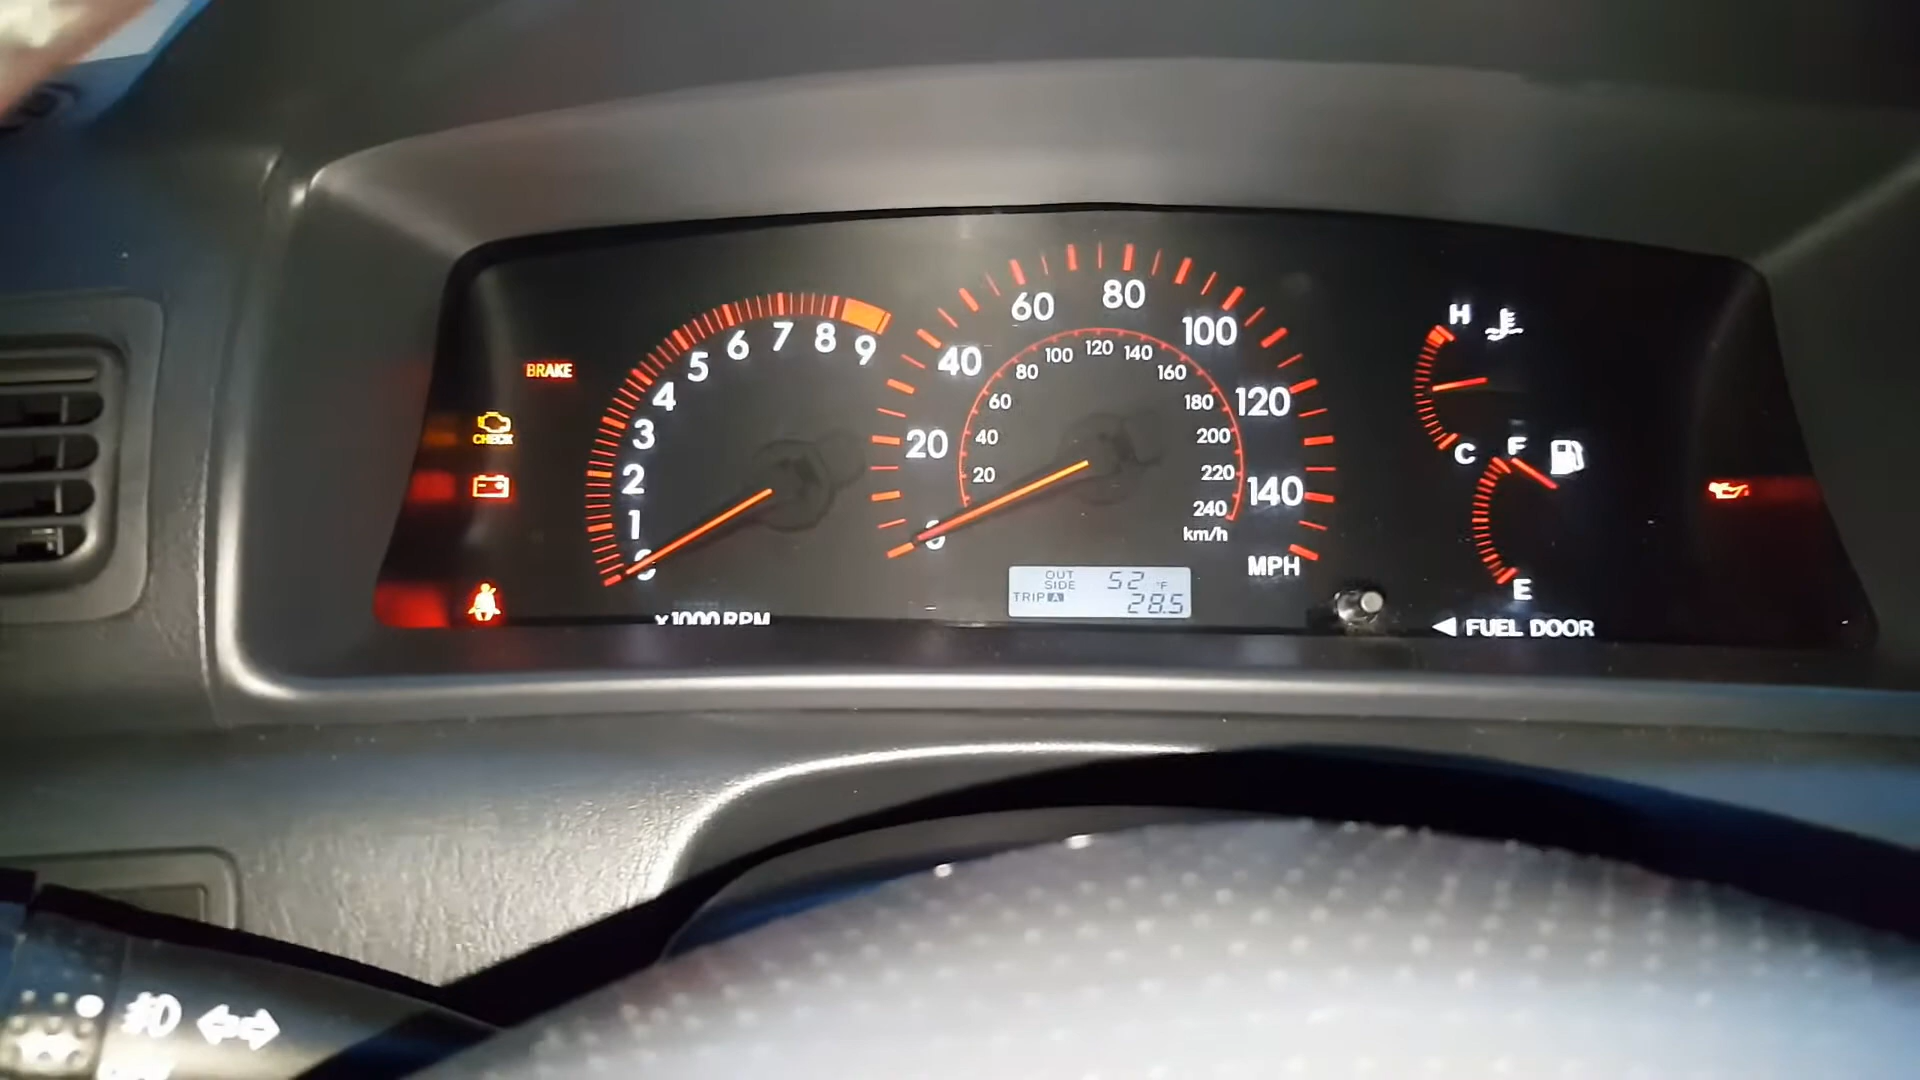 BRAKE
CHECK
1
2
3
4
5
6
7
8
9
x1000 RPM
20
40
60
80
100
120
140
MPH
20
40
60
80
100
120
140
160
180
200
220
240
km/h
OUT
SIDE 52 °F
TRIP A 28.5
H
C
F
E
◀ FUEL DOOR